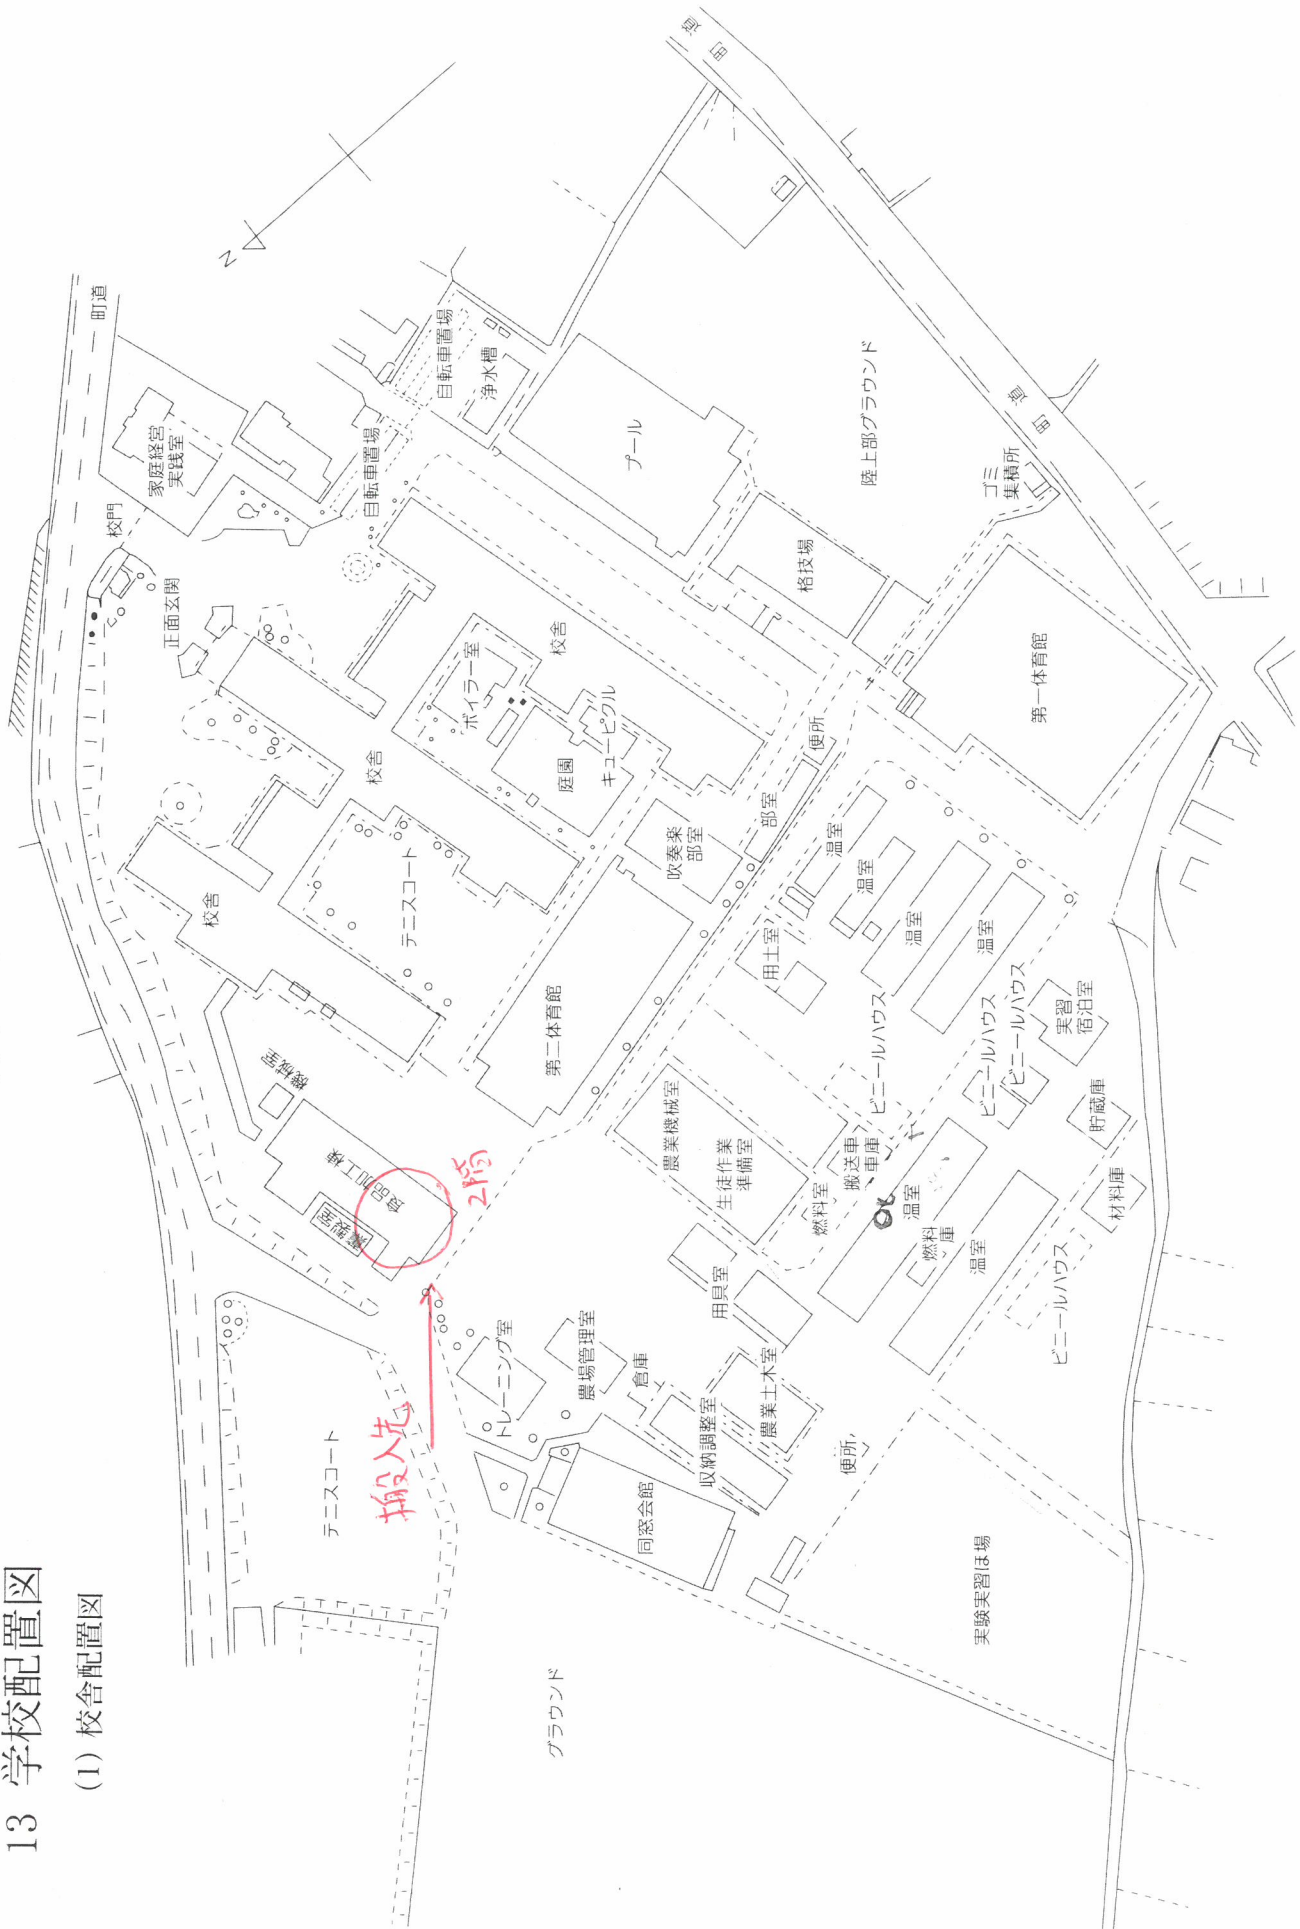 13 学校配置図
(1) 校舎配置図
町道
家庭経営
実践室
校門
正面玄関
自転車置場
自転車置場
浄水槽
プール
陸上部グラウンド
町道
町道
ゴミ
集積所
格技場
第一体育館
校舎
ボイラー室
キュービクル
庭園
校舎
校舎
テニスコート
吹奏楽
部室
部室
便所
第二体育館
機械室
食品加工棟
燻製室
2階
搬入先
テニスコート
トレーニング室
農場管理室
倉庫
収納調整室
農業土木室
用具室
同窓会館
便所
農業機械室
生徒作業
準備室
燃料室
搬送車
車庫
用土室
温室
温室
温室
温室
ビニールハウス
ビニールハウス
ビニールハウス
実習
宿泊室
貯蔵庫
材料庫
温室
燃料
庫
温室
ビニールハウス
実験実習ほ場
グラウンド
N